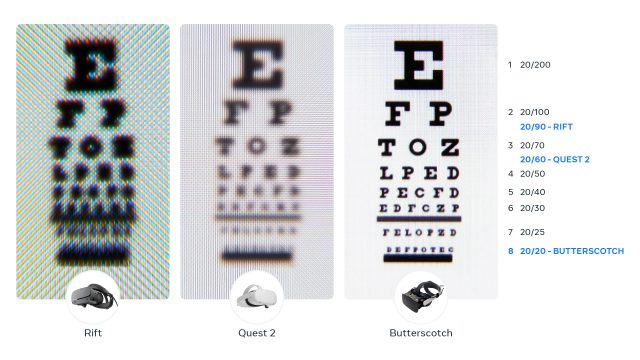 E
F P
T O Z
L P E D
E
F P
T O Z
L P E D
P E C F D
E
F P
T O Z
L P E D
P E C F D
E D F C Z P
F E L O P Z D
D E F P O T E C
1 20/200
2 20/100
20/90 - RIFT
3 20/70
20/60 - QUEST 2
4 20/50
5 20/40
6 20/30
7 20/25
8 20/20 - BUTTERSCOTCH
Rift
Quest 2
Butterscotch